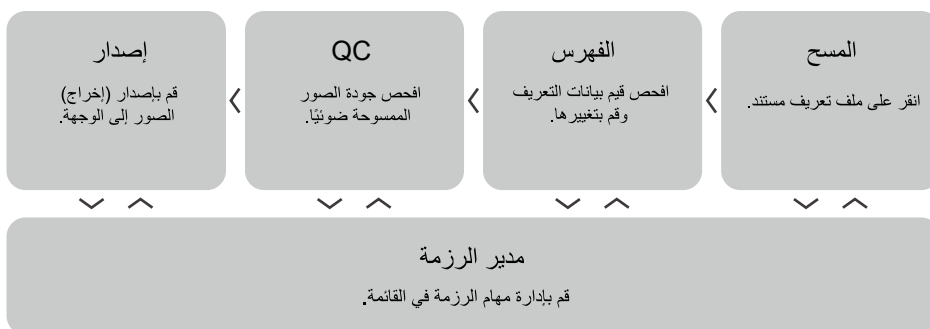 المسح
انقر على ملف تعريف مستند.
الفهرس
افحص قيم بيانات التعريف
وقم بتغييرها.
QC
افحص جودة الصور
الممسوحة ضوئيًا.
إصدار
قم بإصدار (إخراج)
الصور إلى الوجهة.
مدير الرزمة
قم بإدارة مهام الرزمة في القائمة.